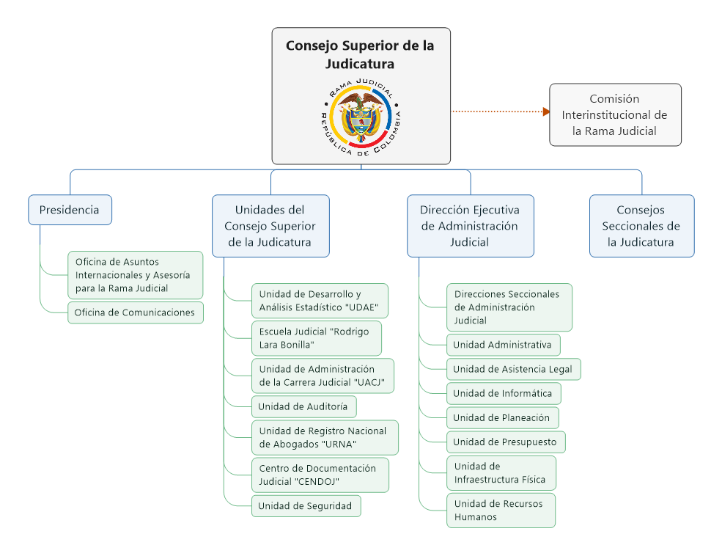 Consejo Superior de la
Judicatura
RAMA JUDICIAL
REPÚBLICA DE COLOMBIA
Comisión
Interinstitucional de
la Rama Judicial
Presidencia
Oficina de Asuntos
Internacionales y Asesoría
para la Rama Judicial
Oficina de Comunicaciones
Unidades del
Consejo Superior
de la Judicatura
Unidad de Desarrollo y
Análisis Estadístico "UDAE"
Escuela Judicial "Rodrigo
Lara Bonilla"
Unidad de Administración
de la Carrera Judicial "UACJ"
Unidad de Auditoría
Unidad de Registro Nacional
de Abogados "URNA"
Centro de Documentación
Judicial "CENDOJ"
Unidad de Seguridad
Dirección Ejecutiva
de Administración
Judicial
Direcciones Seccionales
de Administración
Judicial
Unidad Administrativa
Unidad de Asistencia Legal
Unidad de Informática
Unidad de Planeación
Unidad de Presupuesto
Unidad de
Infraestructura Física
Unidad de Recursos
Humanos
Consejos
Seccionales de
la Judicatura